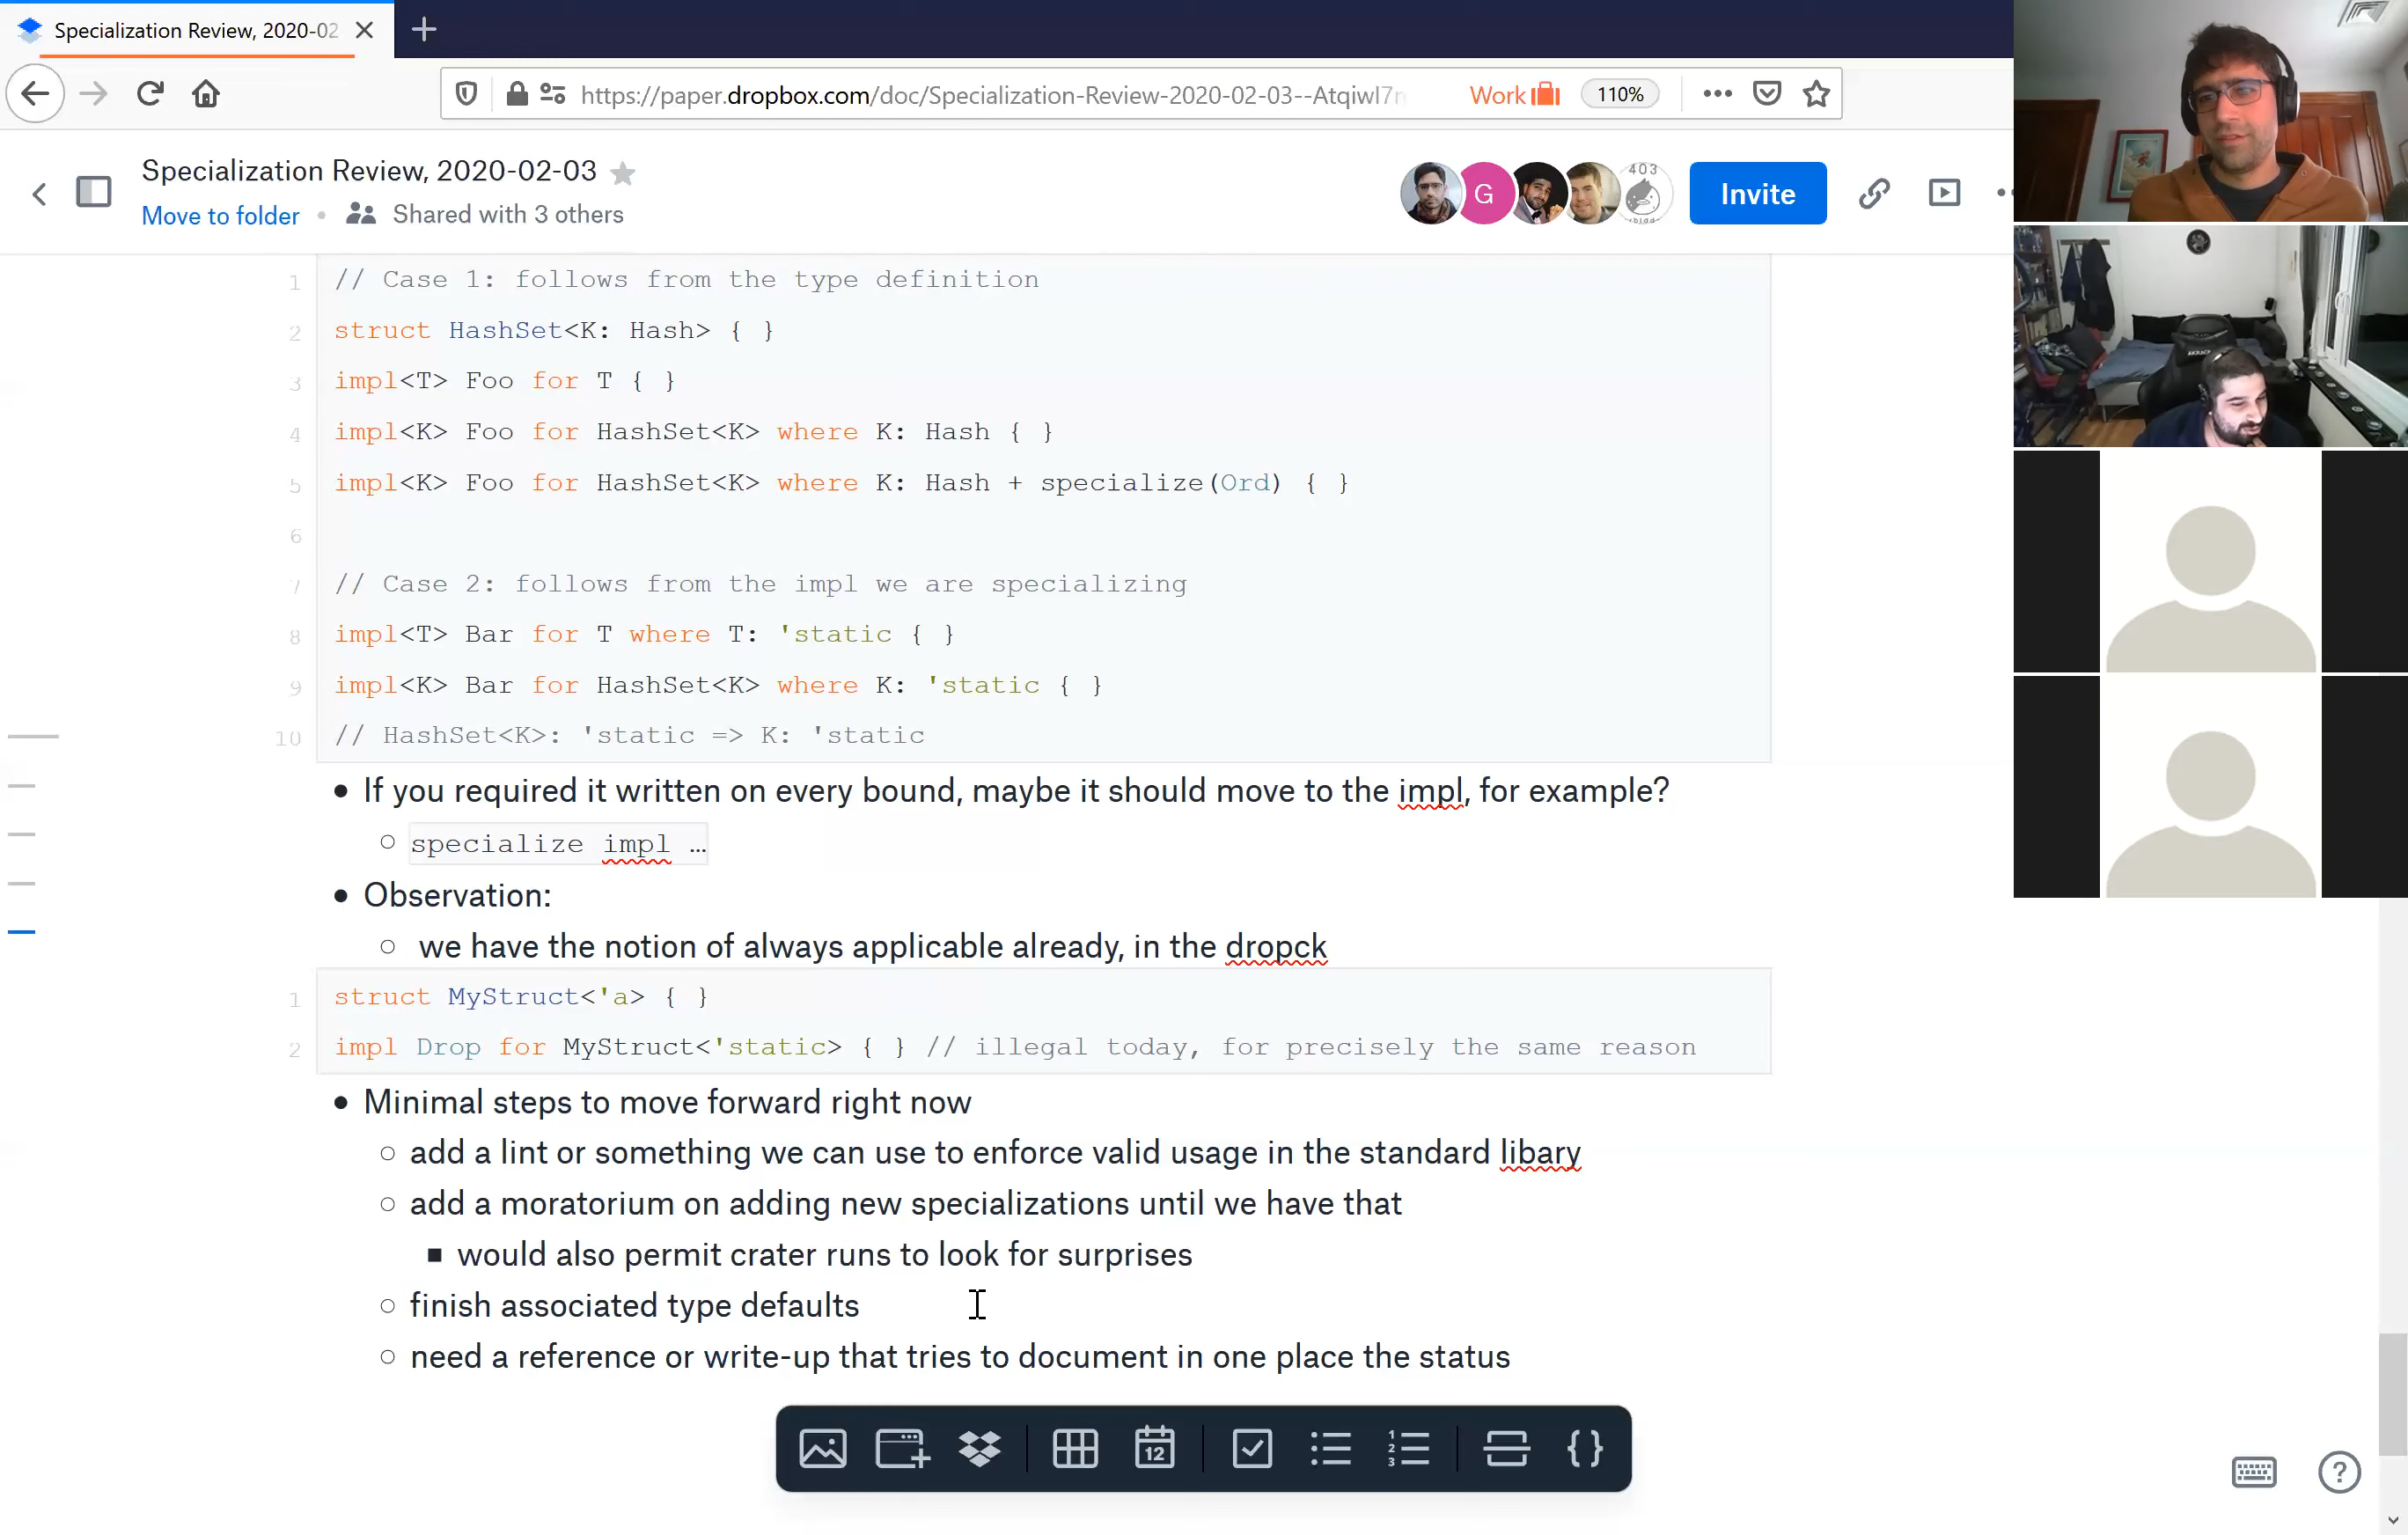 Specialization Review, 2020-02
https://paper.dropbox.com/doc/Specialization-Review-2020-02-03--AtqiwI7r
Work
110%
Specialization Review, 2020-02-03
Move to folder • Shared with 3 others
G
403
Invite
1 // Case 1: follows from the type definition
2 struct HashSet<K: Hash> { }
3 impl<T> Foo for T { }
4 impl<K> Foo for HashSet<K> where K: Hash { }
5 impl<K> Foo for HashSet<K> where K: Hash + specialize(Ord) { }
6
7 // Case 2: follows from the impl we are specializing
8 impl<T> Bar for T where T: 'static { }
9 impl<K> Bar for HashSet<K> where K: 'static { }
10 // HashSet<K>: 'static => K: 'static
• If you required it written on every bound, maybe it should move to the impl, for example?
○ specialize impl …
• Observation:
○ we have the notion of always applicable already, in the dropck
1 struct MyStruct<'a> { }
2 impl Drop for MyStruct<'static> { } // illegal today, for precisely the same reason
• Minimal steps to move forward right now
○ add a lint or something we can use to enforce valid usage in the standard libary
○ add a moratorium on adding new specializations until we have that
■ would also permit crater runs to look for surprises
○ finish associated type defaults
○ need a reference or write-up that tries to document in one place the status
12
1
2
3
{ }
?